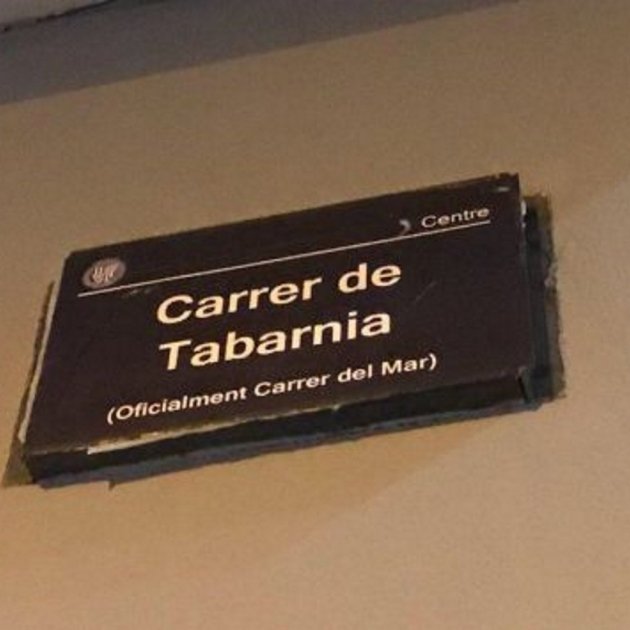 Centre
Carrer de
Tabarnia
(Oficialment Carrer del Mar)